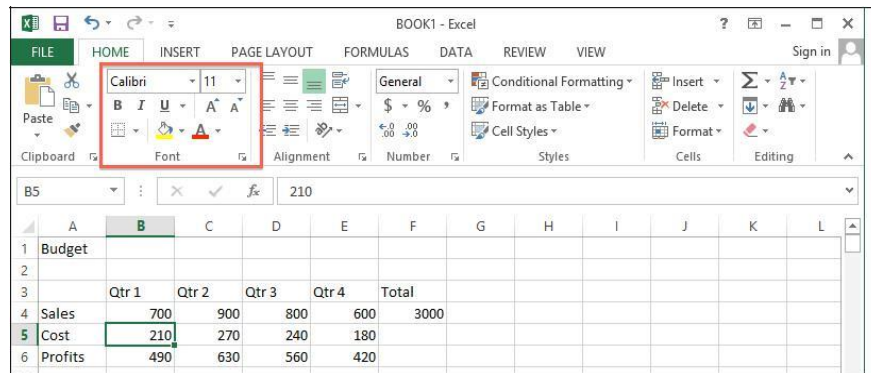 BOOK1 - Excel ?
FILE HOME INSERT PAGE LAYOUT FORMULAS DATA REVIEW VIEW Sign in
Paste Calibri 11 General Conditional Formatting Insert
B I U A A $ % , Format as Table Delete
A Cell Styles Format
Clipboard Font Alignment Number Styles Cells Editing
B5 fx 210
A B C D E F G H I J K L
1 Budget
2
3 Qtr 1 Qtr 2 Qtr 3 Qtr 4 Total
4 Sales 700 900 800 600 3000
5 Cost 210 270 240 180
6 Profits 490 630 560 420